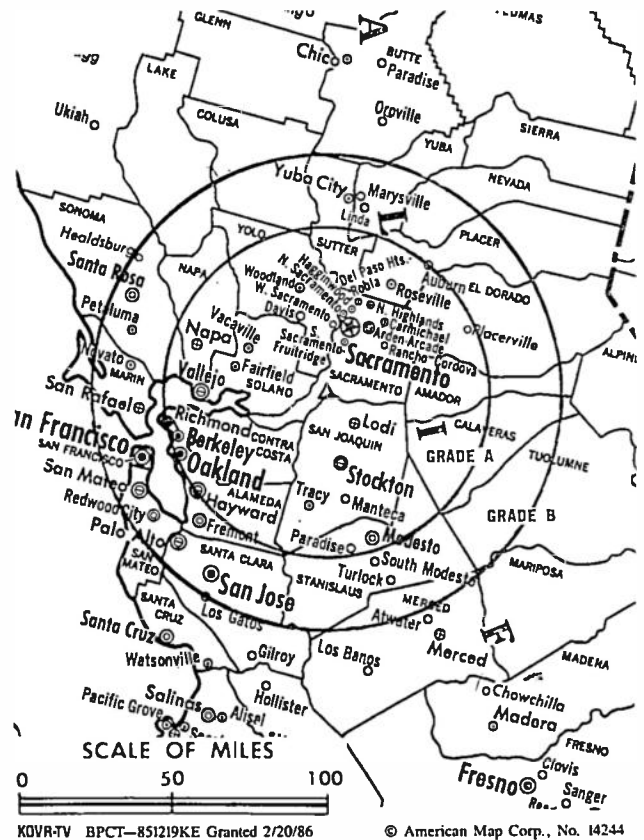 GLENN
Chico
BUTTE
Paradise
LAKE
Ukiah
COLUSA
Oroville
YUBA
SIERRA
NEVADA
Yuba City
Marysville
Linda
SONOMA
YOLO
SUTTER
PLACER
Healdsburg
NAPA
Santa Rosa
Del Paso Hts.
Haggenwood
Robla
Auburn
EL DORADO
Woodland
N. Sacramento
Roseville
W. Sacramento
N. Highlands
Petaluma
Davis
Carmichael
Arden-Arcade
Placerville
Vacaville
S. Sacramento-
Fruitridge
Rancho Cordova
Napa
Sacramento
Novato
MARIN
Fairfield
SOLANO
Vallejo
SACRAMENTO
AMADOR
ALPIN
San Rafael
Richmond
CONTRA
COSTA
Lodi
SAN JOAQUIN
CALAVERAS
n Francisco
SAN FRANCISCO
Berkeley
Oakland
GRADE A
TUOLUMNE
Stockton
San Mateo
ALAMEDA
Hayward
Tracy
Manteca
GRADE B
Redwood City
Fremont
Palo Alto
Paradise
Modesto
SAN
MATEO
SANTA CLARA
STANISLAUS
South Modesto
Turlock
MARIPOSA
San Jose
SANTA
CRUZ
Los Gatos
MERCED
Atwater
Merced
Santa Cruz
Watsonville
Gilroy
Los Banos
MADERA
Hollister
Chowchilla
Salinas
Alisel
Pacific Grove
Madora
FRESNO
Clovis
Fresno
Sanger
SCALE OF MILES
0 50 100
KOVR-TV BPCT—851219KE Granted 2/20/86
© American Map Corp., No. 14244